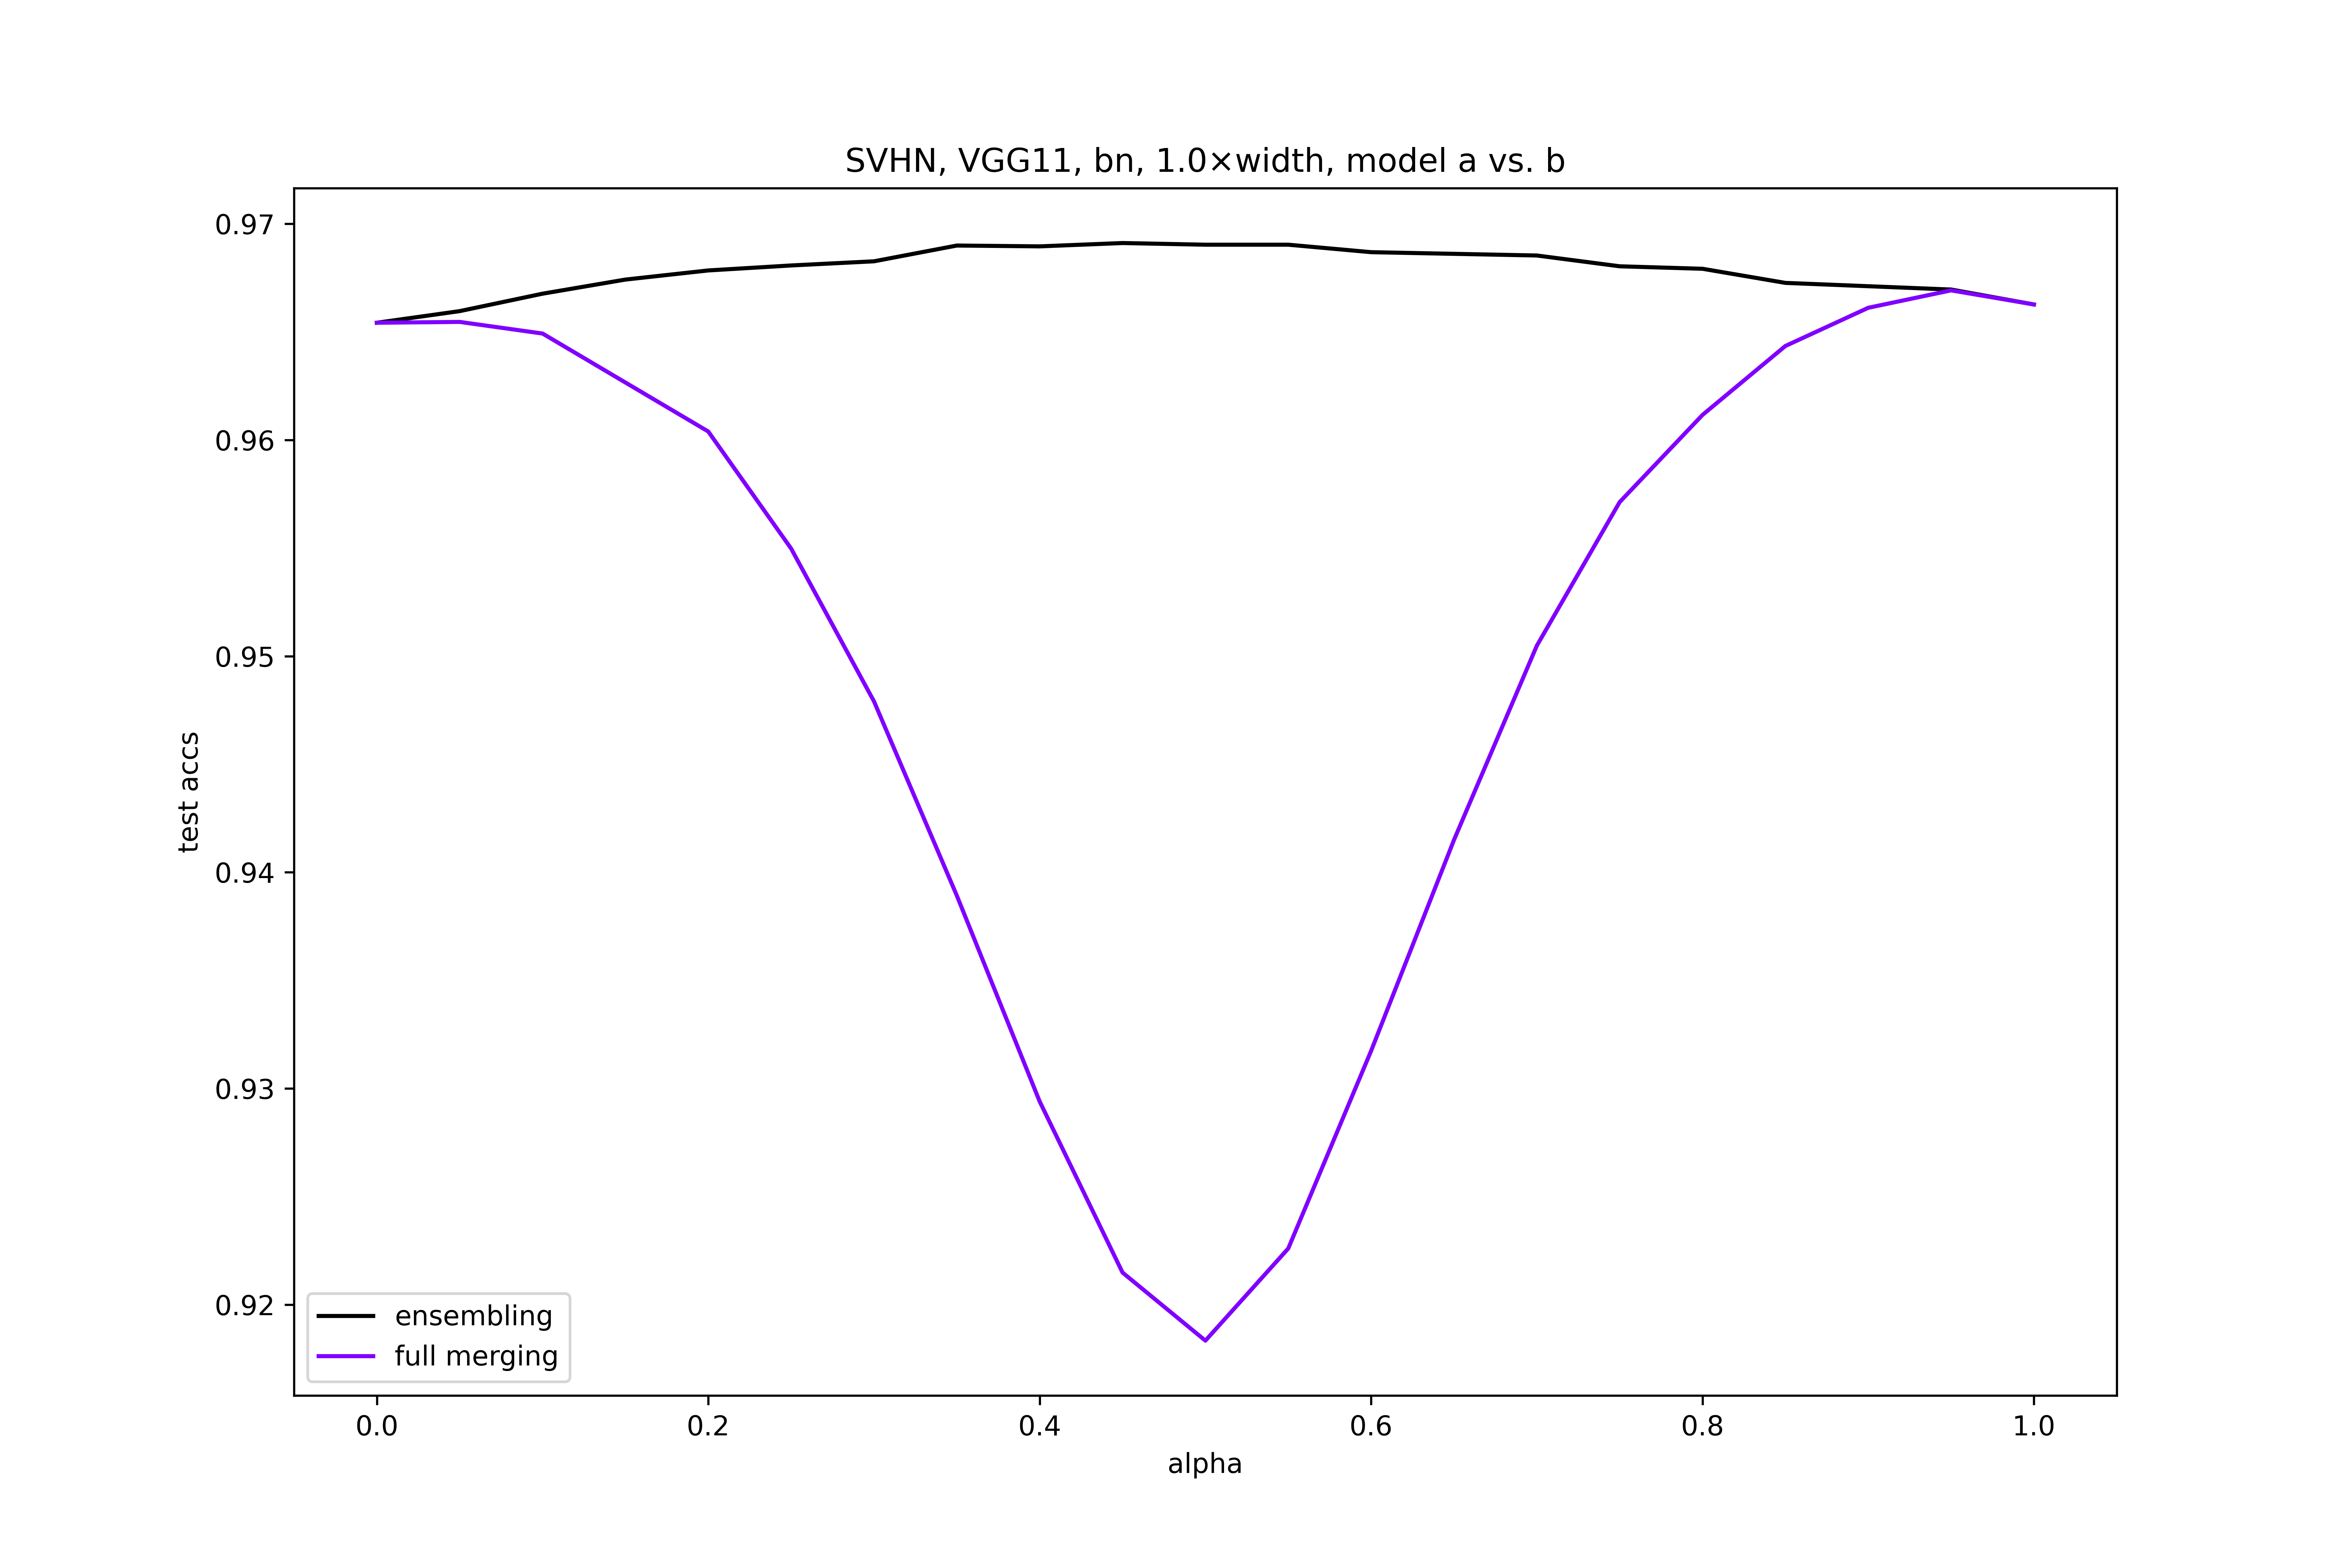 SVHN, VGG11, bn, 1.0×width, model a vs. b
0.97
0.96
0.95
0.94
0.93
0.92
test accs
ensembling
full merging
0.0 0.2 0.4 0.6 0.8 1.0
alpha